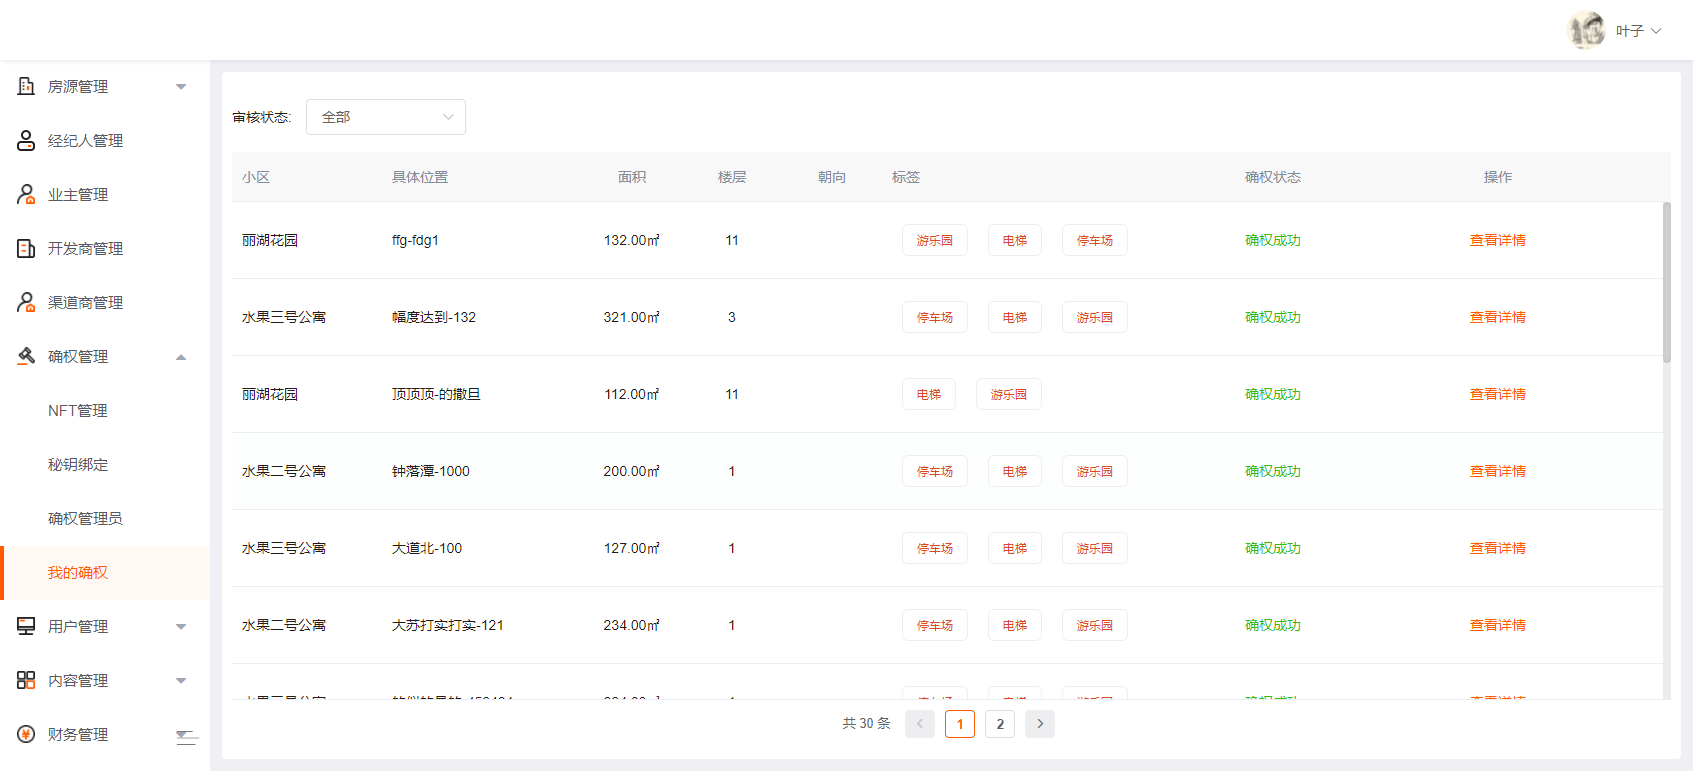 叶子
房源管理
经纪人管理
业主管理
开发商管理
渠道商管理
确权管理
NFT管理
秘钥绑定
确权管理员
我的确权
用户管理
内容管理
财务管理
审核状态: 全部
小区 具体位置 面积 楼层 朝向 标签 确权状态 操作
丽湖花园 ffg-fdg1 132.00㎡ 11 游乐园 电梯 停车场 确权成功 查看详情
水果三号公寓 幅度达到-132 321.00㎡ 3 停车场 电梯 游乐园 确权成功 查看详情
丽湖花园 顶顶顶-的撒旦 112.00㎡ 11 电梯 游乐园 确权成功 查看详情
水果二号公寓 钟落潭-1000 200.00㎡ 1 停车场 电梯 游乐园 确权成功 查看详情
水果三号公寓 大道北-100 127.00㎡ 1 停车场 电梯 游乐园 确权成功 查看详情
水果二号公寓 大苏打实打实-121 234.00㎡ 1 停车场 电梯 游乐园 确权成功 查看详情
共 30 条 1 2